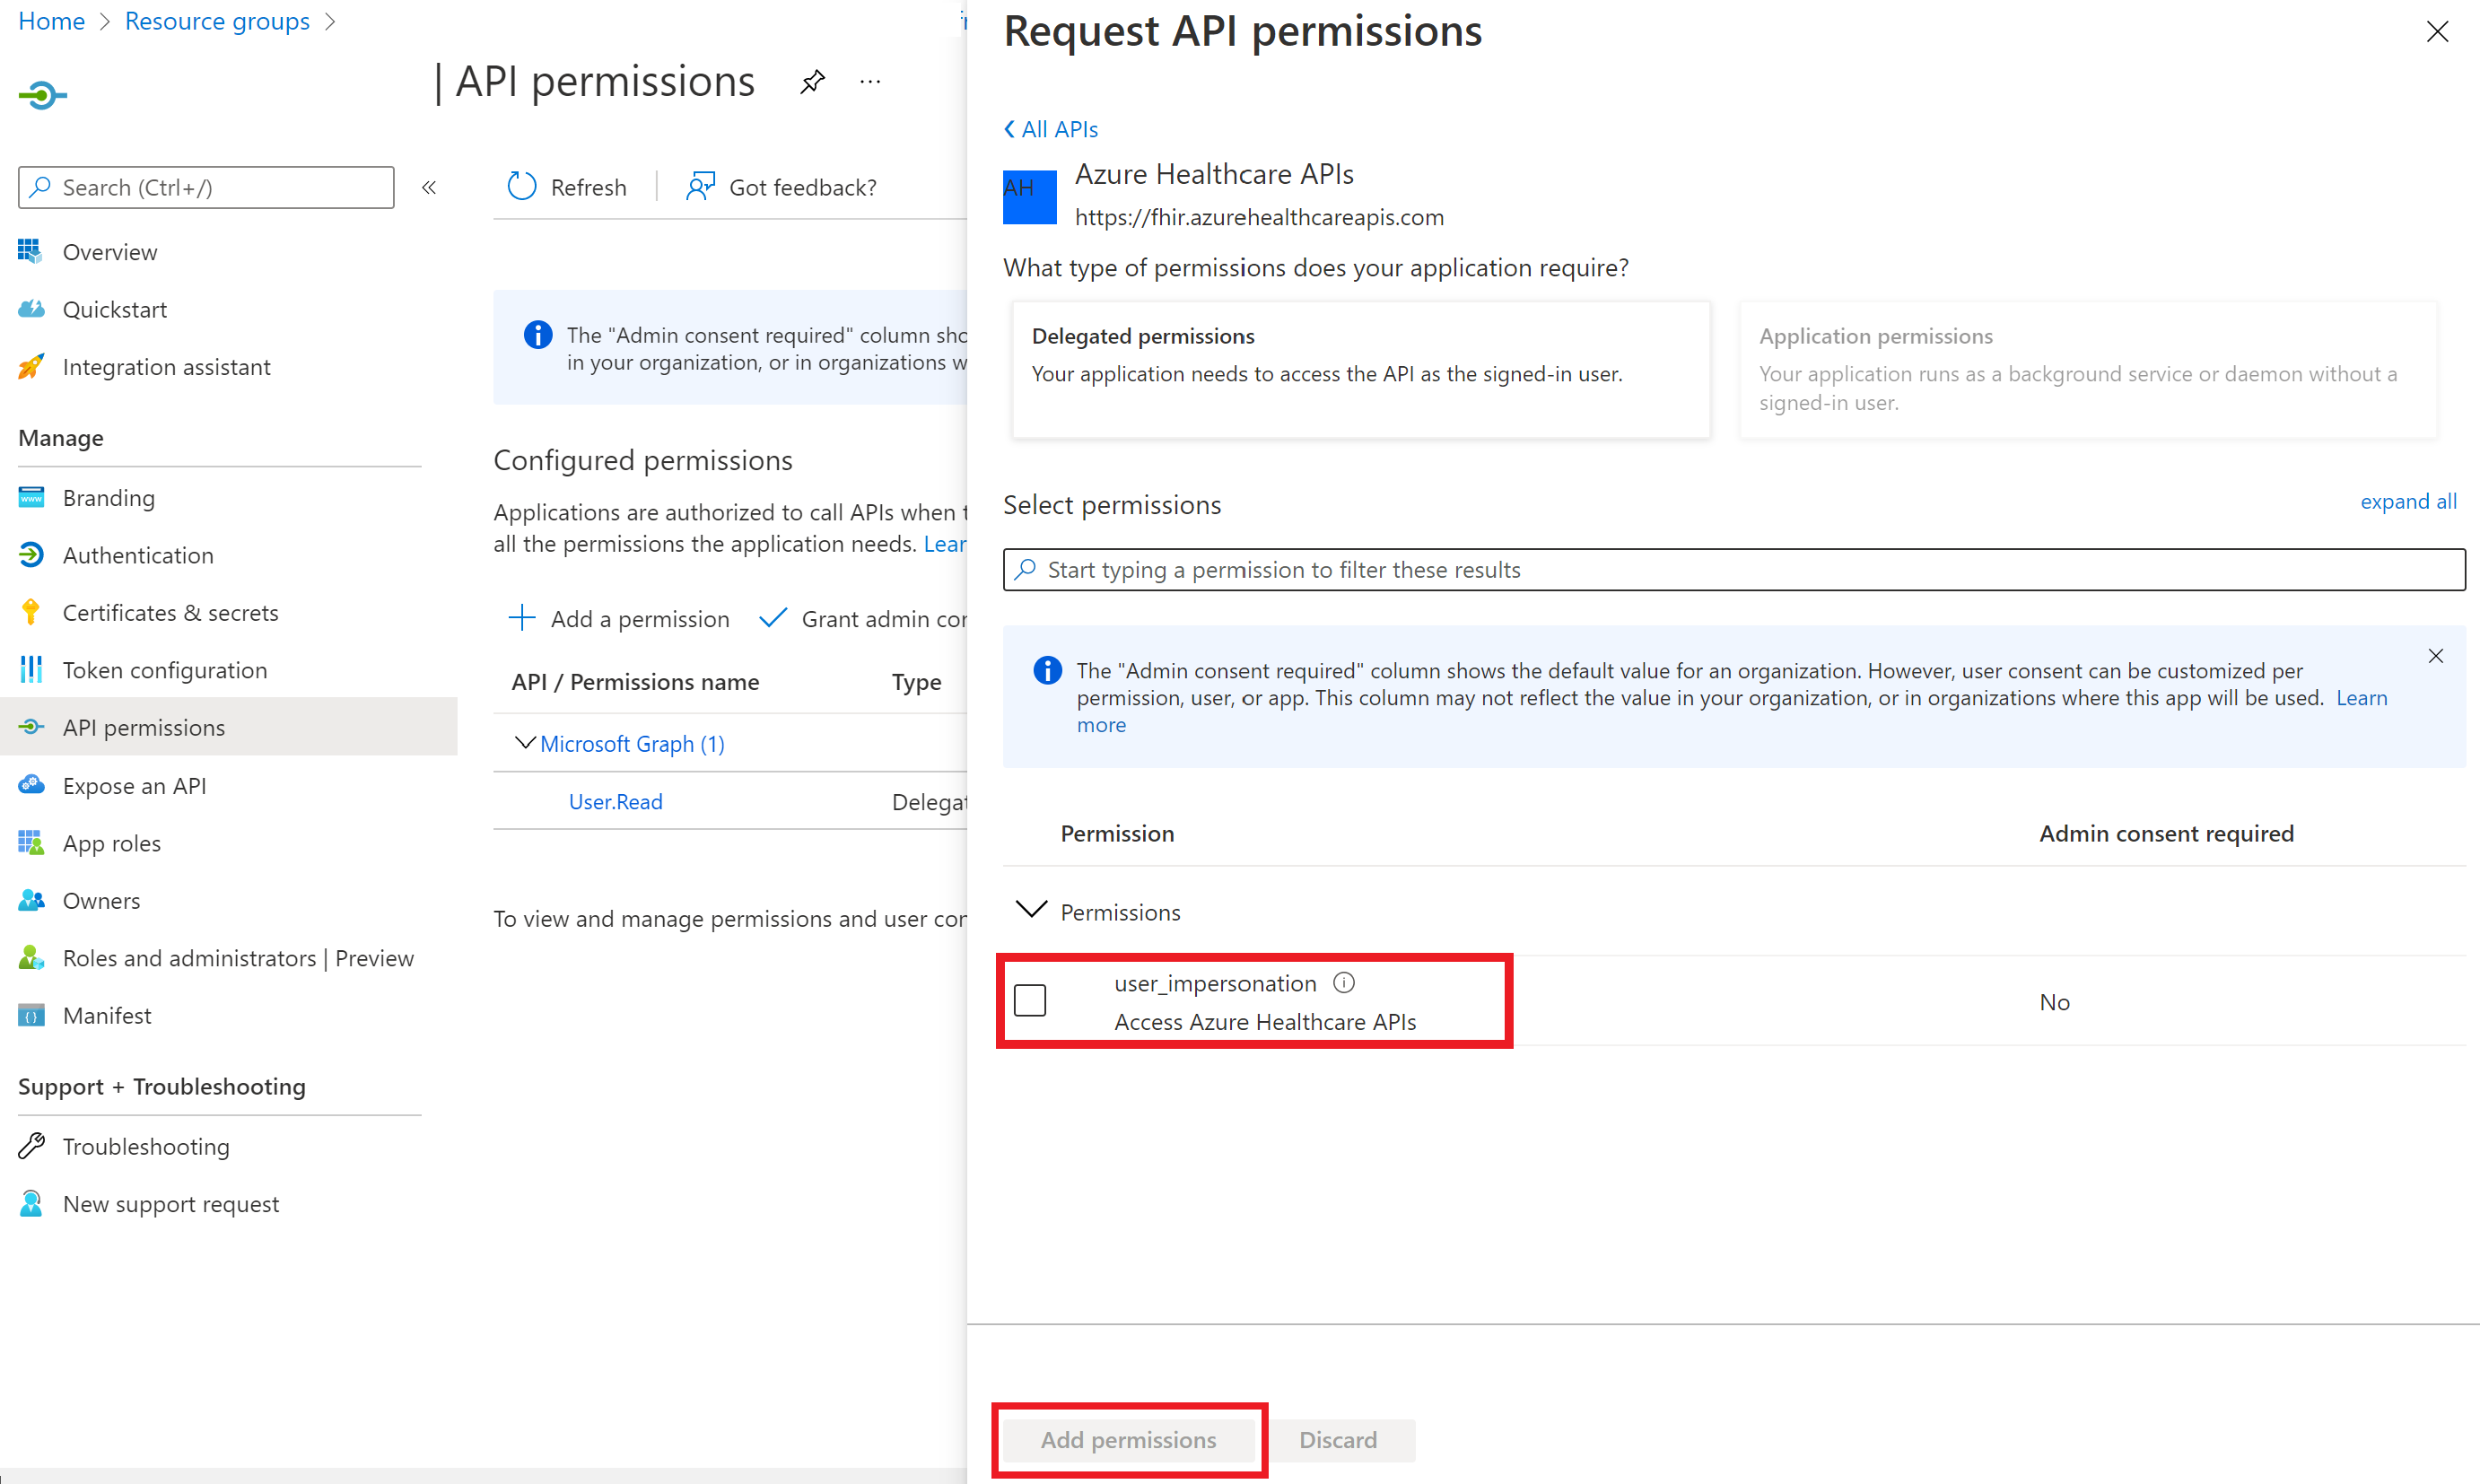 Home > Resource groups >
| API permissions
...
Search (Ctrl+/)
«
Overview
Quickstart
Integration assistant
Manage
Branding
Authentication
Certificates & secrets
Token configuration
API permissions
Expose an API
App roles
Owners
Roles and administrators | Preview
Manifest
Support + Troubleshooting
Troubleshooting
New support request
Refresh
Got feedback?
The "Admin consent required" column sho
in your organization, or in organizations w
Configured permissions
Applications are authorized to call APIs when t
all the permissions the application needs. Lear
Add a permission
Grant admin cor
API / Permissions name Type
Microsoft Graph (1)
User.Read Delegat
To view and manage permissions and user con
Request API permissions
All APIs
AH
Azure Healthcare APIs
https://fhir.azurehealthcareapis.com
What type of permissions does your application require?
Delegated permissions
Your application needs to access the API as the signed-in user.
Application permissions
Your application runs as a background service or daemon without a
signed-in user.
Select permissions
expand all
Start typing a permission to filter these results
The "Admin consent required" column shows the default value for an organization. However, user consent can be customized per
permission, user, or app. This column may not reflect the value in your organization, or in organizations where this app will be used. Learn
more
Permission Admin consent required
Permissions
user_impersonation
Access Azure Healthcare APIs
No
Add permissions
Discard